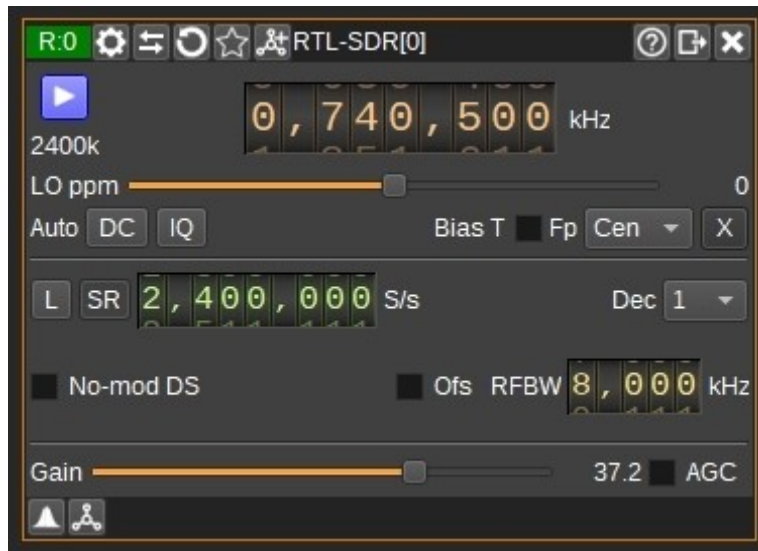 R:0 RTL-SDR[0]
0,740,500 kHz
2400k
LO ppm 0
Auto DC IQ Bias T Fp Cen X
L SR 2,400,000 S/s Dec 1
No-mod DS Ofs RFBW 8,000 kHz
Gain 37.2 AGC